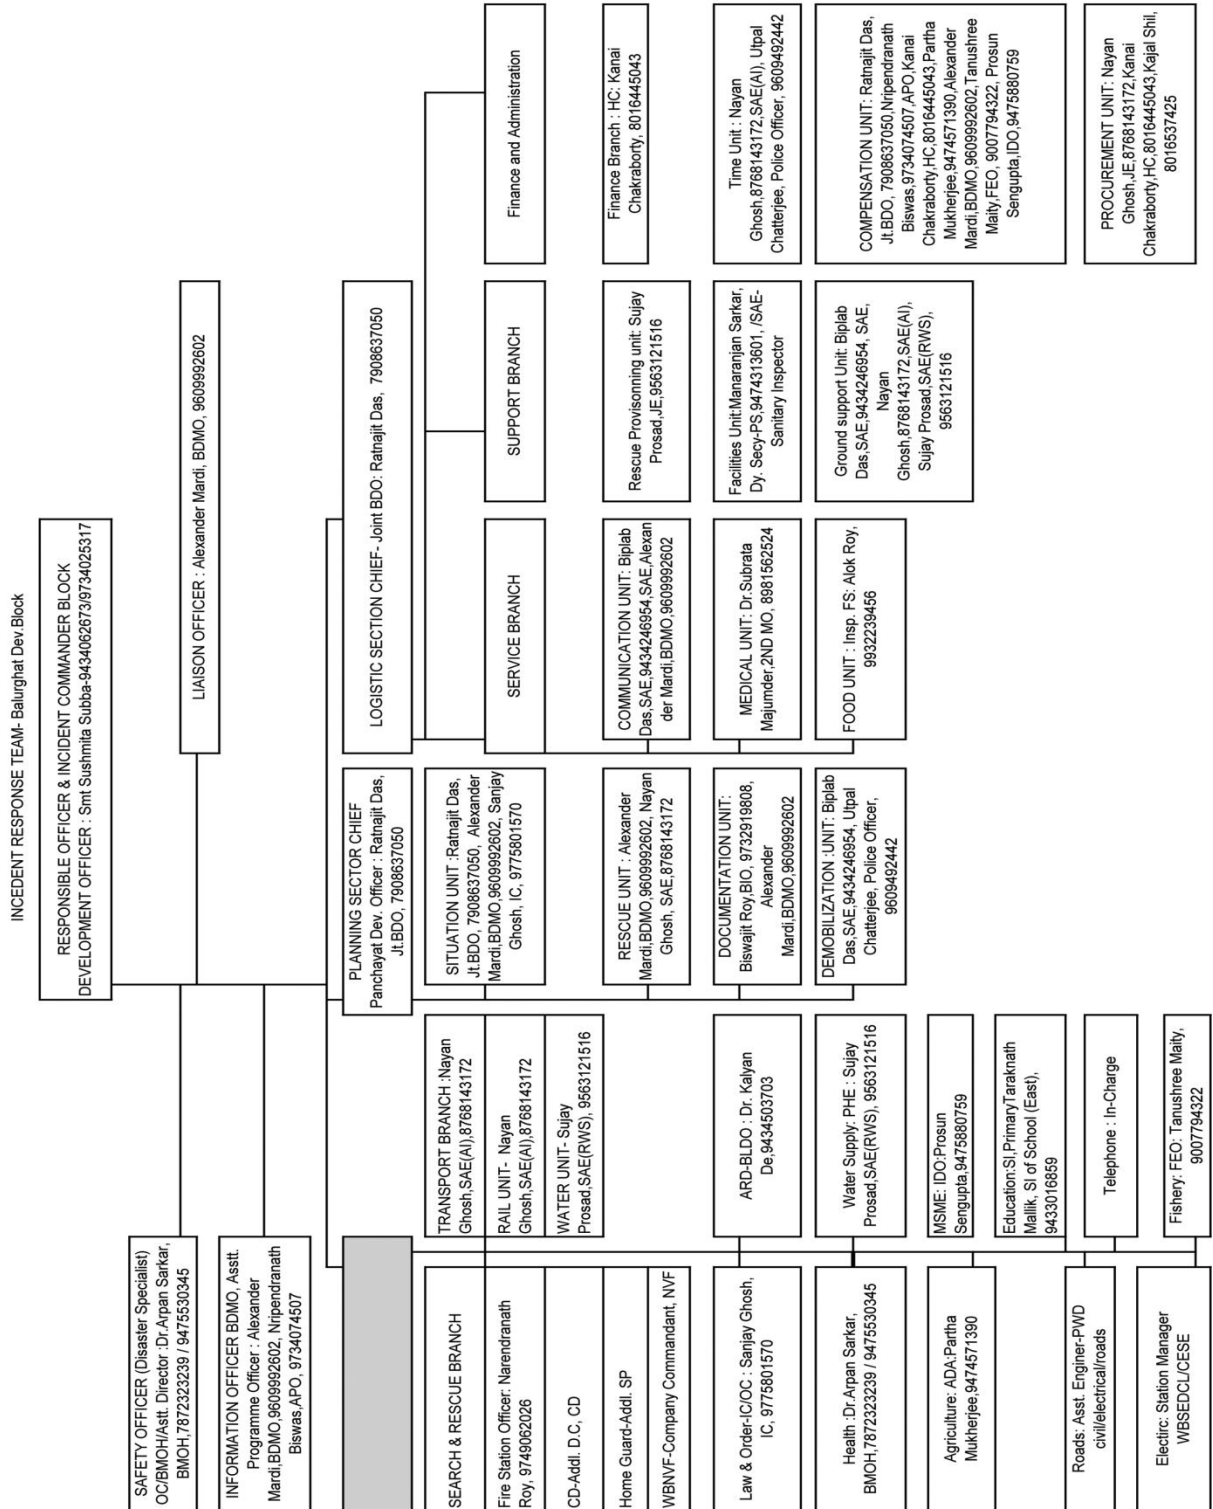 INCEDENT RESPONSE TEAM- Balurghat Dev.Block
RESPONSIBLE OFFICER & INCIDENT COMMANDER BLOCK
DEVELOPMENT OFFICER : Smt Sushmita Subba-9434062673/9734025317
SAFETY OFFICER (Disaster Specialist)
OC/BMOH/Astt. Director :Dr.Arpan Sarkar,
BMOH,7872323239 / 9475530345
LIAISON OFFICER : Alexander Mardi, BDMO, 9609992602
INFORMATION OFFICER BDMO, Asstt.
Programme Officer : Alexander
Mardi,BDMO,9609992602, Nripendranath
Biswas,APO, 9734074507
PLANNING SECTOR CHIEF
Panchayat Dev. Officer : Ratnajit Das,
Jt.BDO, 7908637050
LOGISTIC SECTION CHIEF- Joint BDO: Ratnajit Das, 7908637050
SEARCH & RESCUE BRANCH
Fire Station Officer: Narendranath
Roy, 9749062026
CD-Addl. D.C, CD
Home Guard-Addl. SP
WBNVF-Company Commandant, NVF
Law & Order-IC/OC : Sanjay Ghosh,
IC, 9775801570
Health :Dr.Arpan Sarkar,
BMOH,7872323239 / 9475530345
Agriculture: ADA:Partha
Mukherjee,9474571390
Roads: Asst. Enginer-PWD
civil/electrical/roads
Electirc: Station Manager
WBSEDCL/CESE
TRANSPORT BRANCH :Nayan
Ghosh,SAE(AI),8768143172
RAIL UNIT- Nayan
Ghosh,SAE(AI),8768143172
WATER UNIT- Sujay
Prosad,SAE(RWS), 9563121516
ARD-BLDO : Dr. Kalyan
De,9434503703
Water Supply: PHE : Sujay
Prosad,SAE(RWS), 9563121516
MSME: IDO:Prosun
Sengupta,9475880759
Education:SI,PrimaryTaraknath
Mallik, SI of School (East),
9433016859
Telephone : In-Charge
Fishery: FEO: Tanushree Maity,
9007794322
SITUATION UNIT :Ratnajit Das,
Jt.BDO, 7908637050, Alexander
Mardi,BDMO,9609992602, Sanjay
Ghosh, IC, 9775801570
RESCUE UNIT : Alexander
Mardi,BDMO,9609992602, Nayan
Ghosh, SAE,8768143172
DOCUMENTATION UNIT:
Biswajit Roy,BIO, 9732919808,
Alexander
Mardi,BDMO,9609992602
DEMOBILIZATION :UNIT: Biplab
Das,SAE,9434246954, Utpal
Chatterjee, Police Officer,
9609492442
SERVICE BRANCH
COMMUNICATION UNIT: Biplab
Das,SAE,9434246954,SAE,Alexan
der Mardi,BDMO,9609992602
MEDICAL UNIT: Dr.Subrata
Majumder,2ND MO, 8981562524
FOOD UNIT : Insp. FS: Alok Roy,
9932239456
SUPPORT BRANCH
Rescue Provisonning unit: Sujay
Prosad,JE,9563121516
Facilities Unit:Manaranjan Sarkar,
Dy. Secy-PS,9474313601, /SAE-
Sanitary Inspector
Ground support Unit: Biplab
Das,SAE,9434246954, SAE,
Nayan
Ghosh,8768143172,SAE(AI),
Sujay Prosad,SAE(RWS),
9563121516
Finance and Administration
Finance Branch : HC: Kanai
Chakraborty, 8016445043
Time Unit : Nayan
Ghosh,8768143172,SAE(AI), Utpal
Chatterjee, Police Officer, 9609492442
COMPENSATION UNIT: Ratnajit Das,
Jt.BDO, 7908637050,Nripendranath
Biswas,9734074507,APO,Kanai
Chakraborty,HC,8016445043,Partha
Mukherjee,9474571390,Alexander
Mardi,BDMO,9609992602,Tanushree
Maity,FEO, 9007794322, Prosun
Sengupta,IDO,9475880759
PROCUREMENT UNIT: Nayan
Ghosh,JE,8768143172,Kanai
Chakraborty,HC,8016445043,Kajal Shil,
8016537425